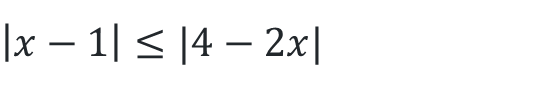 |x − 1| ≤ |4 − 2x|